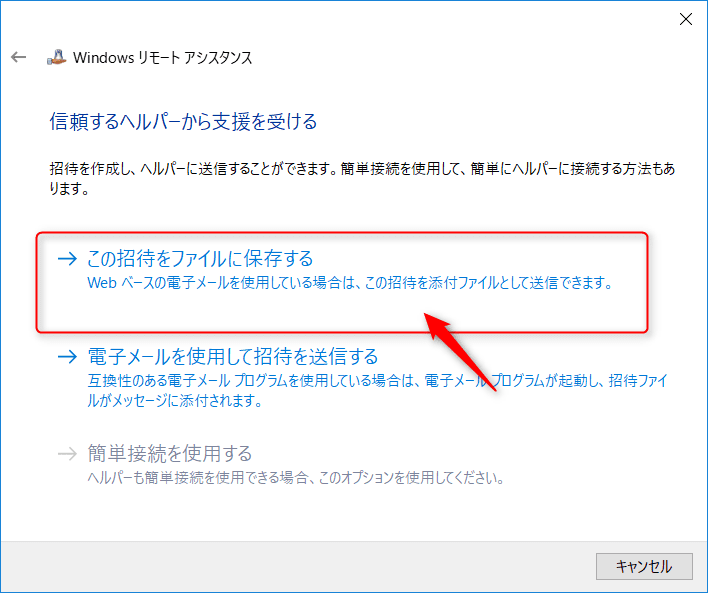 Windows リモート アシスタンス
信頼するヘルパーから支援を受ける
招待を作成し、ヘルパーに送信することができます。簡単接続を使用して、簡単にヘルパーに接続する方法もあ
ります。
この招待をファイルに保存する
Web ベースの電子メールを使用している場合は、この招待を添付ファイルとして送信できます。
電子メールを使用して招待を送信する
互換性のある電子メール プログラムを使用している場合は、電子メール プログラムが起動し、招待ファイ
ルがメッセージに添付されます。
簡単接続を使用する
ヘルパーも簡単接続を使用できる場合、このオプションを使用してください。
キャンセル